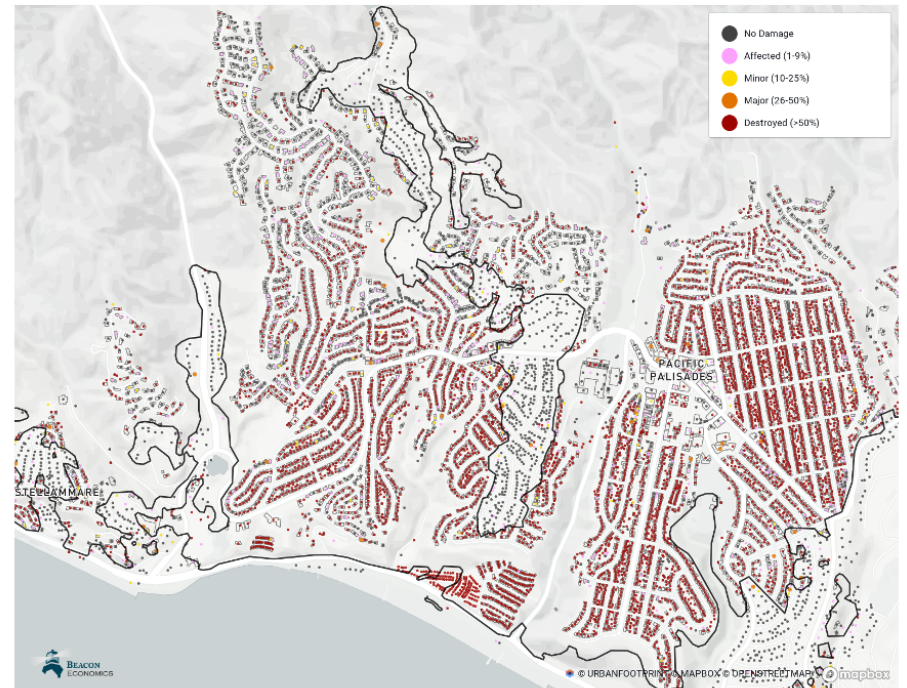 No Damage
Affected (1-9%)
Minor (10-25%)
Major (26-50%)
Destroyed (>50%)
PACIFIC
PALISADES
STELLAMMARE
BEACON
ECONOMICS
© URBANFOOTPRINT © MAPBOX © OPENSTREETMAP
mapbox